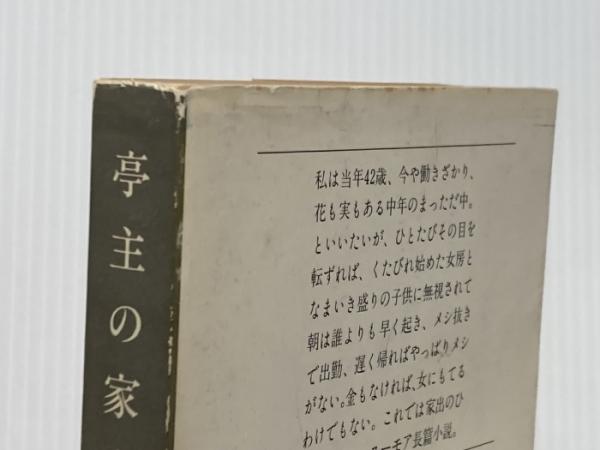 亭主の家
私は当年42歳、今や働きざかり、
花も実もある中年のまっただ中。
といいたいが、ひとたびその目を
転ずれば、くたびれ始めた女房と
なまいき盛りの子供に無視されて
朝は誰よりも早く起き、メシ抜き
で出勤、遅く帰ればやっぱりメシ
がない。金もなければ、女にもてる
わけでもない。これでは家出のひ
ーモア長篇小説。